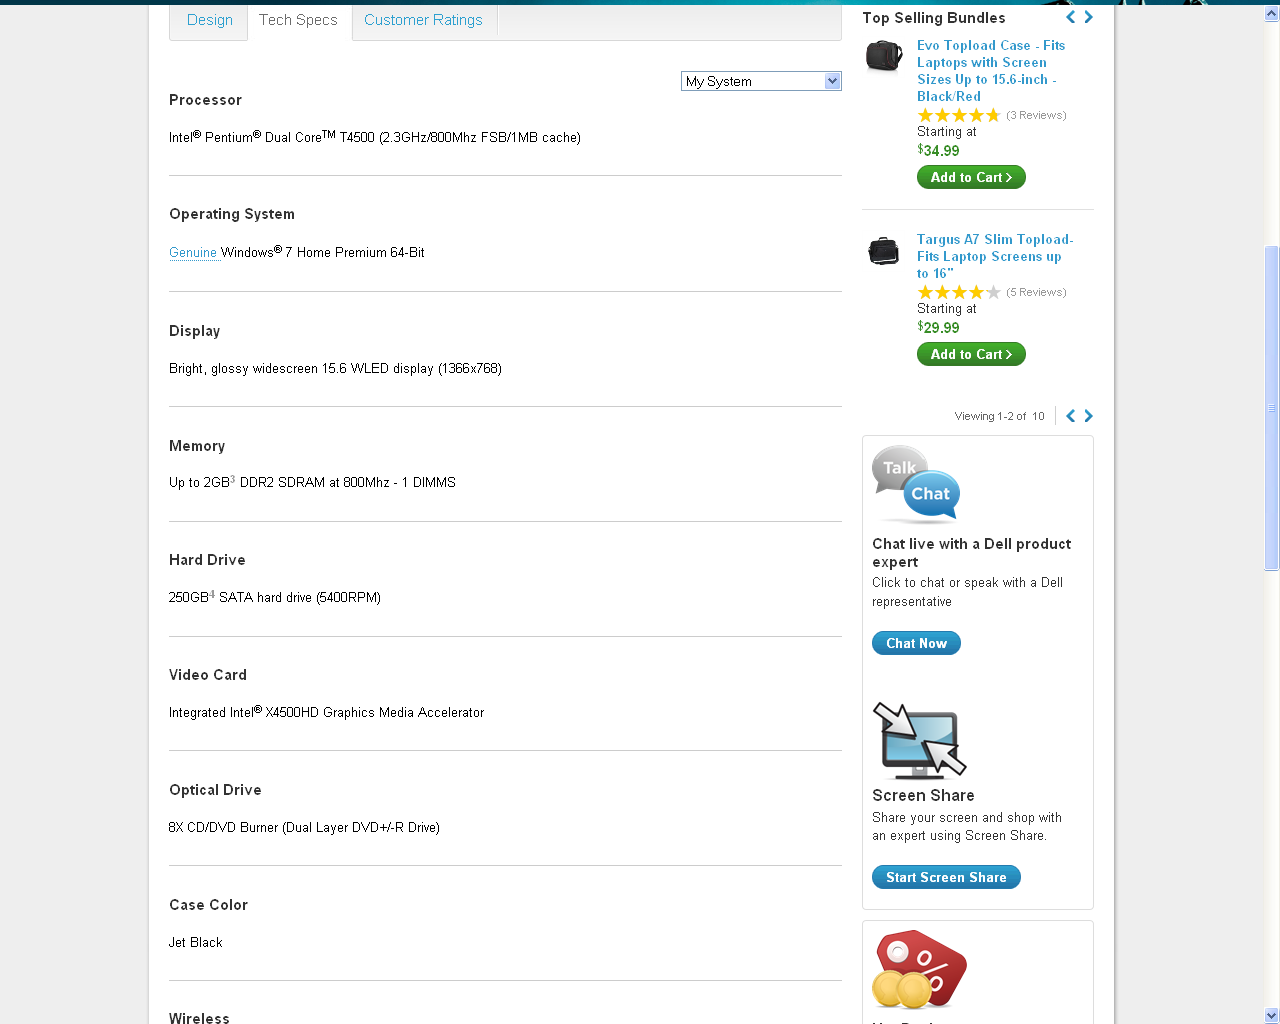 Design
Tech Specs
Customer Ratings
My System
Processor
Intel® Pentium® Dual Core™ T4500 (2.3GHz/800Mhz FSB/1MB cache)
Operating System
Genuine Windows® 7 Home Premium 64-Bit
Display
Bright, glossy widescreen 15.6 WLED display (1366x768)
Memory
Up to 2GB³ DDR2 SDRAM at 800Mhz - 1 DIMMS
Hard Drive
250GB⁴ SATA hard drive (5400RPM)
Video Card
Integrated Intel® X4500HD Graphics Media Accelerator
Optical Drive
8X CD/DVD Burner (Dual Layer DVD+/-R Drive)
Case Color
Jet Black
Wireless
Top Selling Bundles
Evo Topload Case - Fits
Laptops with Screen
Sizes Up to 15.6-inch -
Black/Red
(3 Reviews)
Starting at
$34.99
Add to Cart >
Targus A7 Slim Topload-
Fits Laptop Screens up
to 16"
(5 Reviews)
Starting at
$29.99
Add to Cart >
Viewing 1-2 of 10
Talk
Chat
Chat live with a Dell product
expert
Click to chat or speak with a Dell
representative
Chat Now
Screen Share
Share your screen and shop with
an expert using Screen Share.
Start Screen Share
%